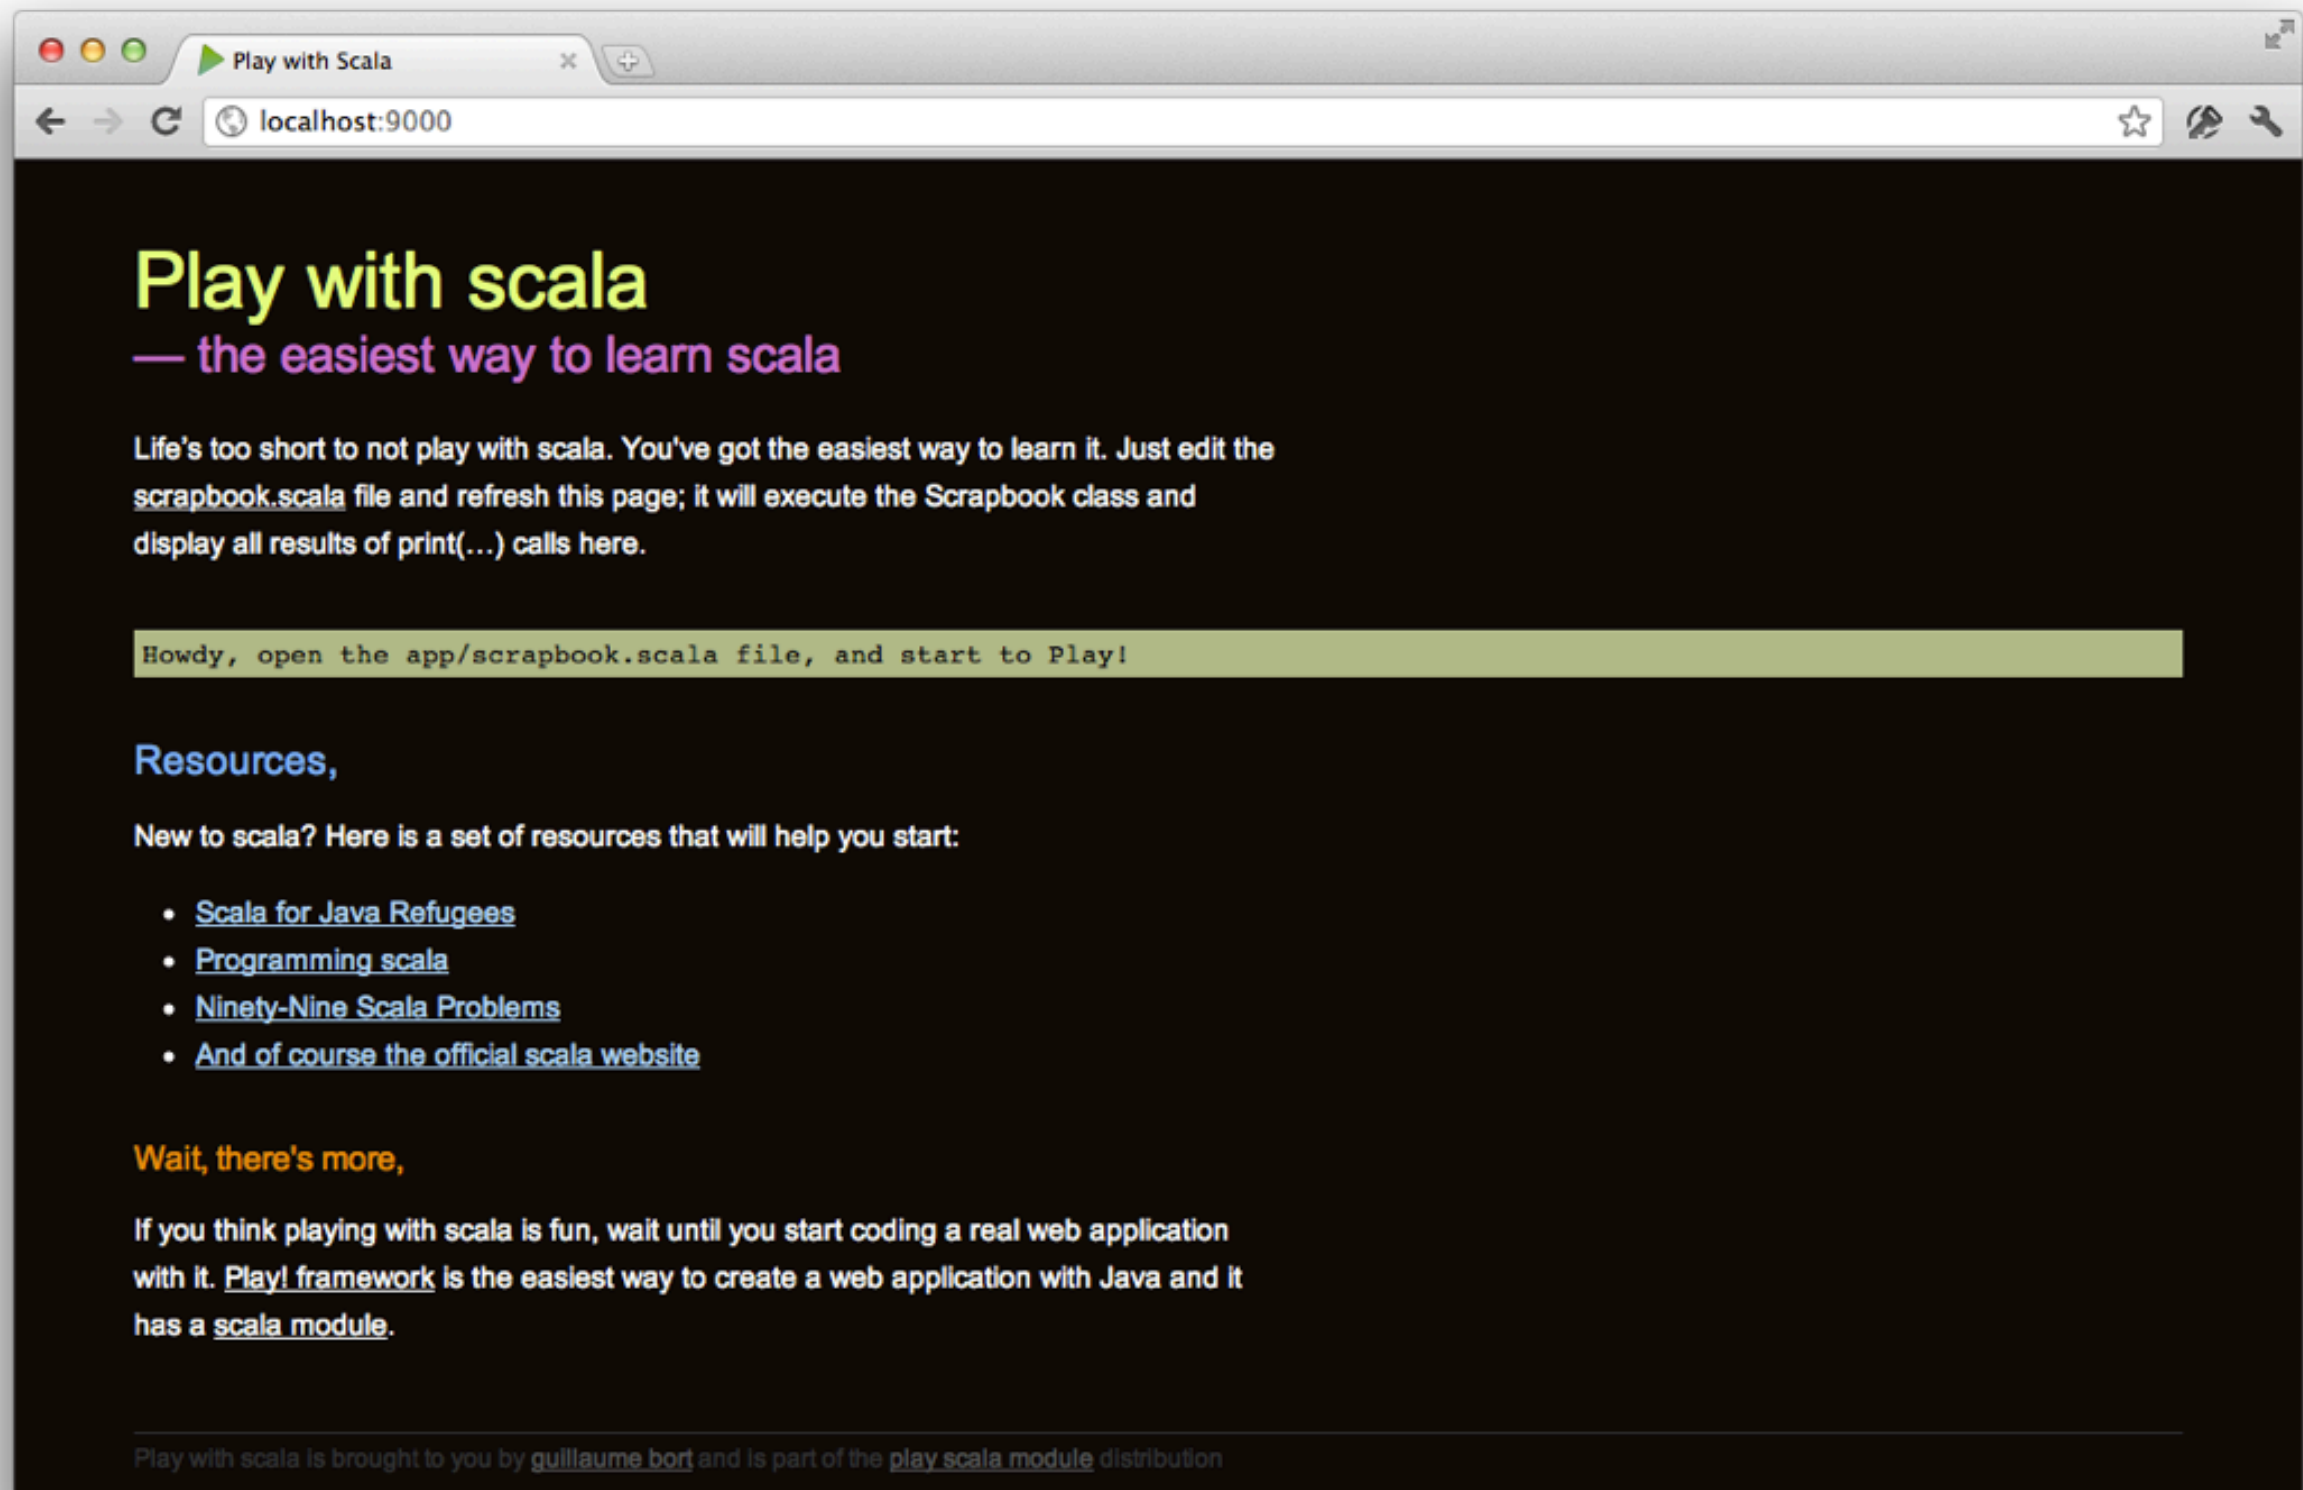 Play with Scala
localhost:9000
Play with scala
— the easiest way to learn scala
Life's too short to not play with scala. You've got the easiest way to learn it. Just edit the
scrapbook.scala file and refresh this page; it will execute the Scrapbook class and
display all results of print(…) calls here.
Howdy, open the app/scrapbook.scala file, and start to Play!
Resources,
New to scala? Here is a set of resources that will help you start:
• Scala for Java Refugees
• Programming scala
• Ninety-Nine Scala Problems
• And of course the official scala website
Wait, there's more,
If you think playing with scala is fun, wait until you start coding a real web application
with it. Play! framework is the easiest way to create a web application with Java and it
has a scala module.
Play with scala is brought to you by guillaume bort and is part of the play scala module distribution